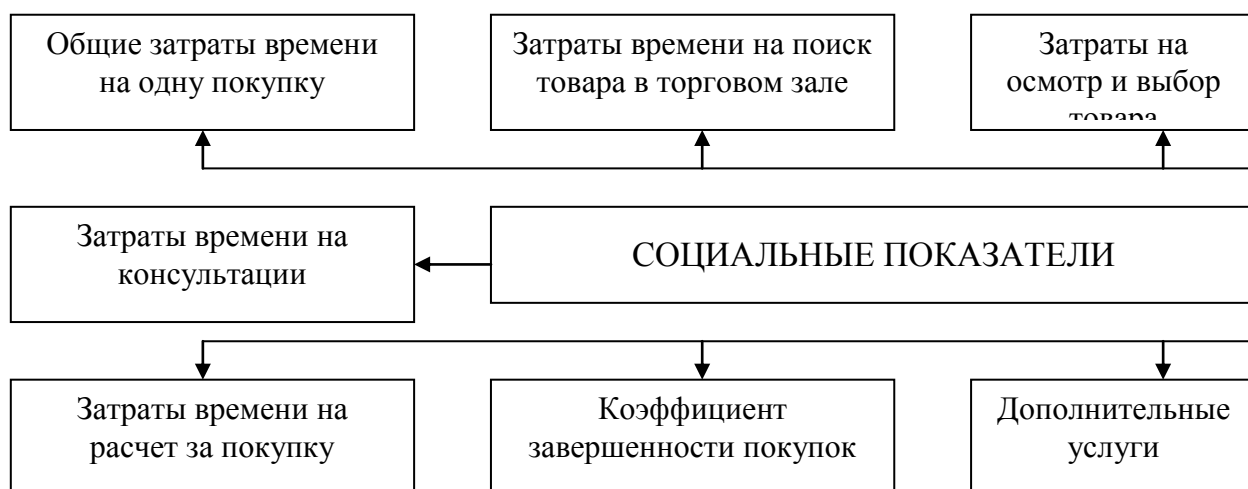 Общие затраты времени
на одну покупку
Затраты времени на поиск
товара в торговом зале
Затраты на
осмотр и выбор
товара
Затраты времени на
консультации
СОЦИАЛЬНЫЕ ПОКАЗАТЕЛИ
Затраты времени на
расчет за покупку
Коэффициент
завершенности покупок
Дополнительные
услуги